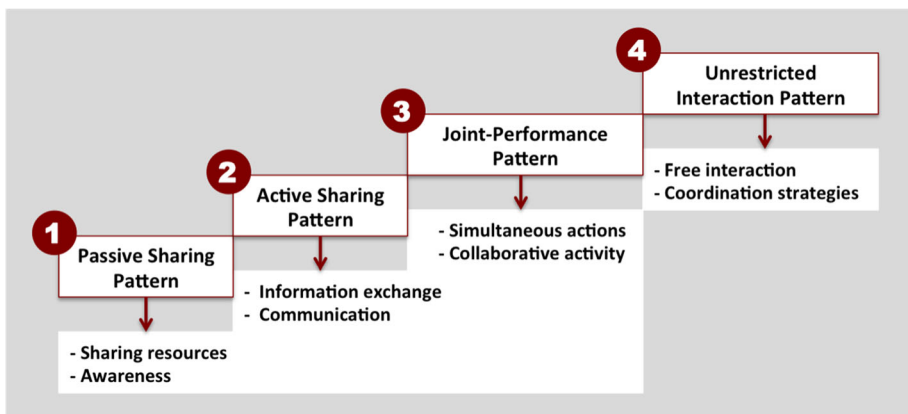 1
Passive Sharing
Pattern
- Sharing resources
- Awareness
2
Active Sharing
Pattern
- Information exchange
- Communication
3
Joint-Performance
Pattern
- Simultaneous actions
- Collaborative activity
4
Unrestricted
Interaction Pattern
- Free interaction
- Coordination strategies